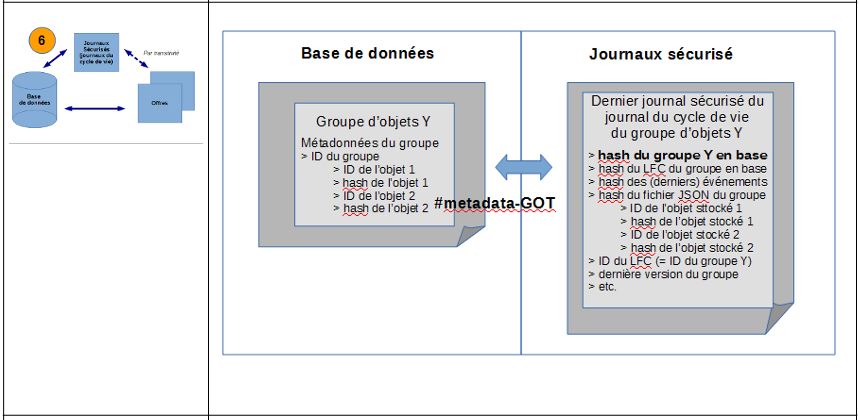 6
Journaux
Sécurisés
(journaux du
cycle de vie)
Par transitivité
Base
de données
Offres
Base de données
Journaux sécurisé
Groupe d'objets Y
Métadonnées du groupe
> ID du groupe
> ID de l'objet 1
> hash de l'objet 1
> ID de l'objet 2
> hash de l'objet 2
#metadata-GOT
Dernier journal sécurisé du
journal du cycle de vie
du groupe d'objets Y
> hash du groupe Y en base
> hash du LFC du groupe en base
> hash des (derniers) événements
> hash du fichier JSON du groupe
> ID de l'objet sttocké 1
> hash de l'objet stocké 1
> ID de l'objet stocké 2
> hash de l'objet stocké 2
> ID du LFC (= ID du groupe Y)
> dernière version du groupe
> etc.